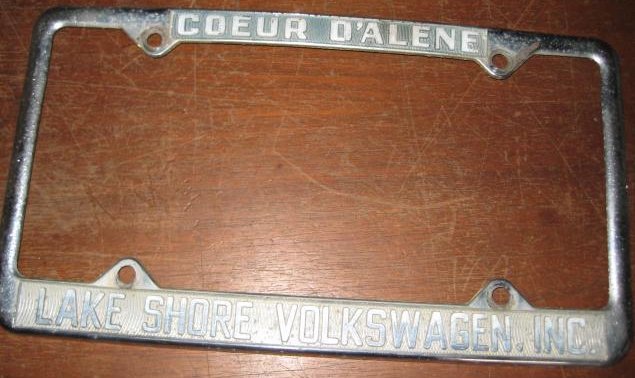 COEUR D'ALENE
LAKE SHORE VOLKSWAGEN, INC.